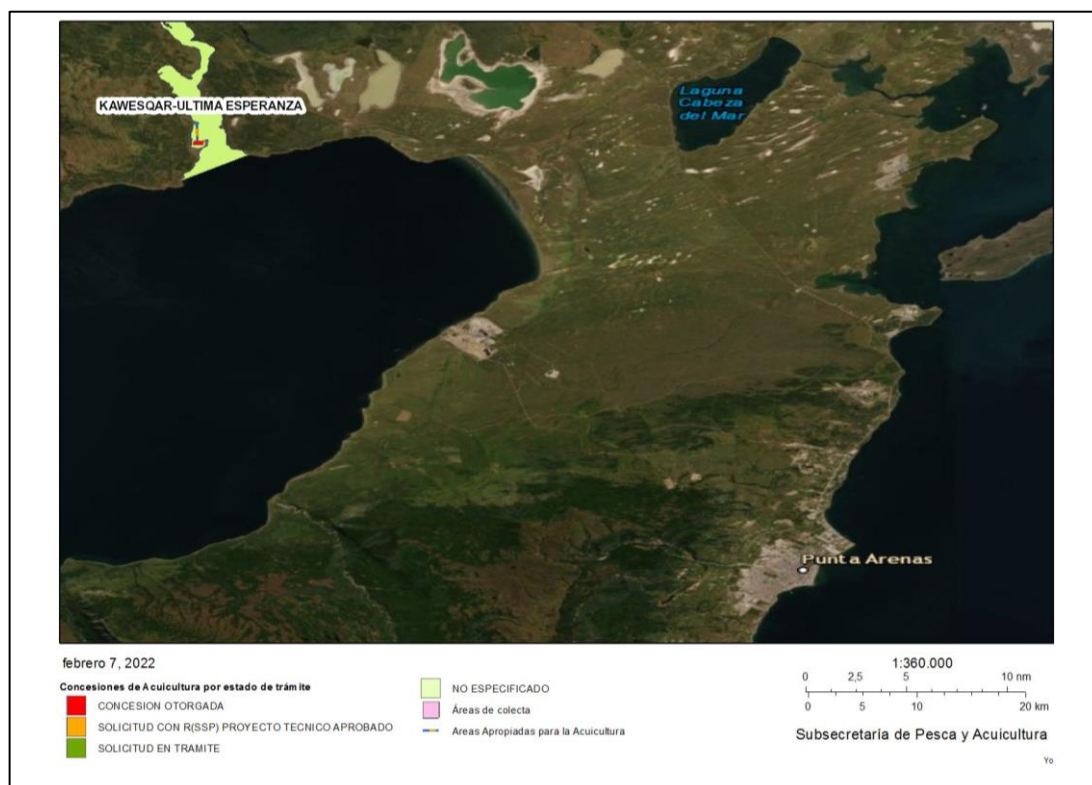 KAWESQAR-ULTIMA ESPERANZA
Laguna
Cabeza
del Mar
Punta Arenas
febrero 7, 2022
Concesiones de Acuicultura por estado de trámite
CONCESION OTORGADA
SOLICITUD CON R(SSP) PROYECTO TECNICO APROBADO
SOLICITUD EN TRAMITE
NO ESPECIFICADO
Áreas de colecta
Areas Apropiadas para la Acuicultura
1:360.000
0 2,5 5 10 nm
0 5 10 20 km
Subsecretaría de Pesca y Acuicultura
Yo